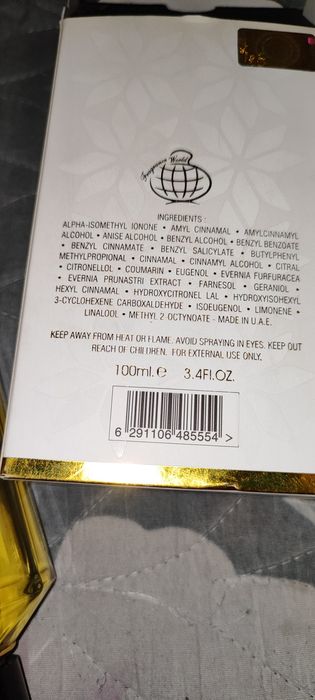 Fragrance World
INGREDIENTS :
ALPHA-ISOMETHYL IONONE • AMYL CINNAMAL • AMYLCINNAMYL
ALCOHOL • ANISE ALCOHOL • BENZYL ALCOHOL • BENZYL BENZOATE
• BENZYL CINNAMATE • BENZYL SALICYLATE • BUTYLPHENYL
METHYLPROPIONAL • CINNAMAL • CINNAMYL ALCOHOL • CITRAL
• CITRONELLOL • COUMARIN • EUGENOL • EVERNIA FURFURACEA
• EVERNIA PRUNASTRI EXTRACT • FARNESOL • GERANIOL •
HEXYL CINNAMAL • HYDROXYCITRONEL LAL • HYDROXYISOHEXYL
3-CYCLOHEXENE CARBOXALDEHYDE • ISOEUGENOL • LIMONENE •
LINALOOL • METHYL 2-OCTYNOATE - MADE IN U.A.E.
KEEP AWAY FROM HEAT OR FLAME. AVOID SPRAYING IN EYES. KEEP OUT
REACH OF CHILDREN. FOR EXTERNAL USE ONLY.
100ml. e 3.4FL.OZ.
6 291106 485554 >